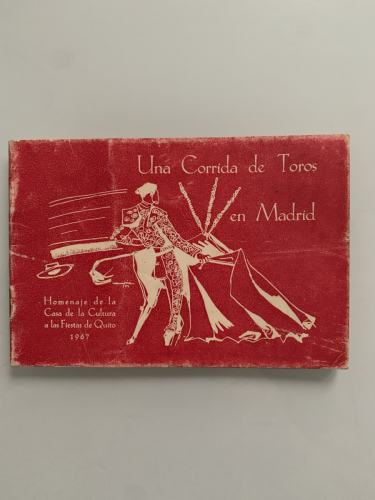 Una Corrida de Toros
en Madrid
Homenaje de la
Casa de la Cultura
a las Fiestas de Quito
1967